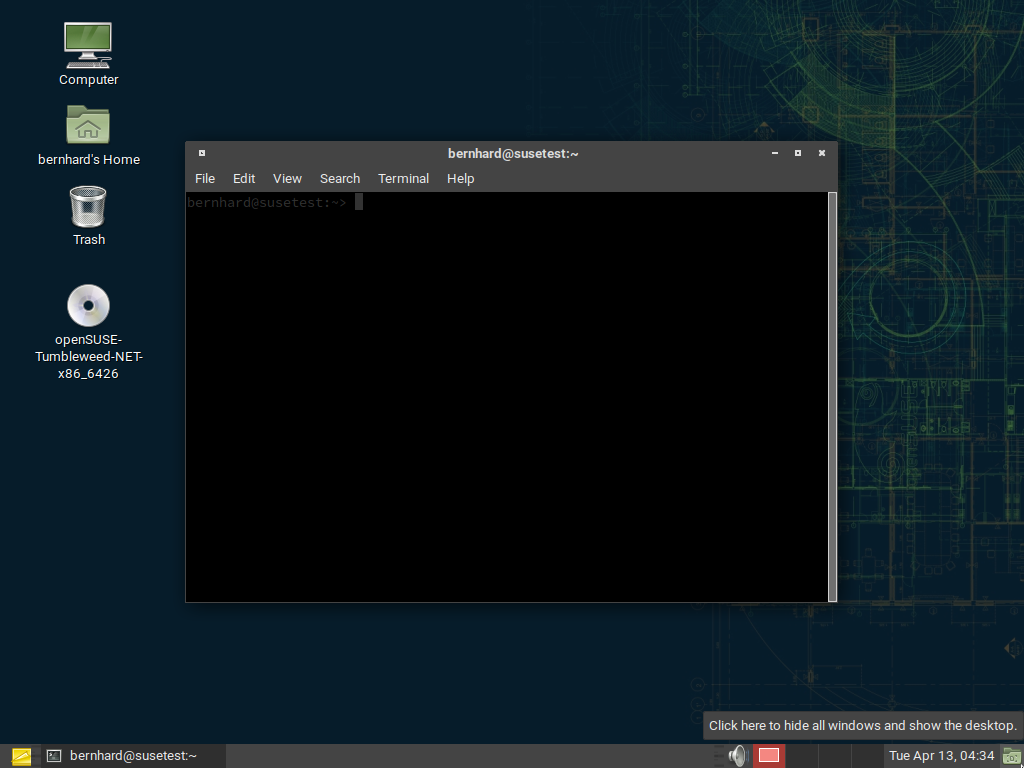 Computer
bernhard's Home
Trash
openSUSE-
Tumbleweed-NET-
x86_6426
bernhard@susetest:~
File Edit View Search Terminal Help
bernhard@susetest:~>
Click here to hide all windows and show the desktop.
bernhard@susetest:~
Tue Apr 13, 04:34